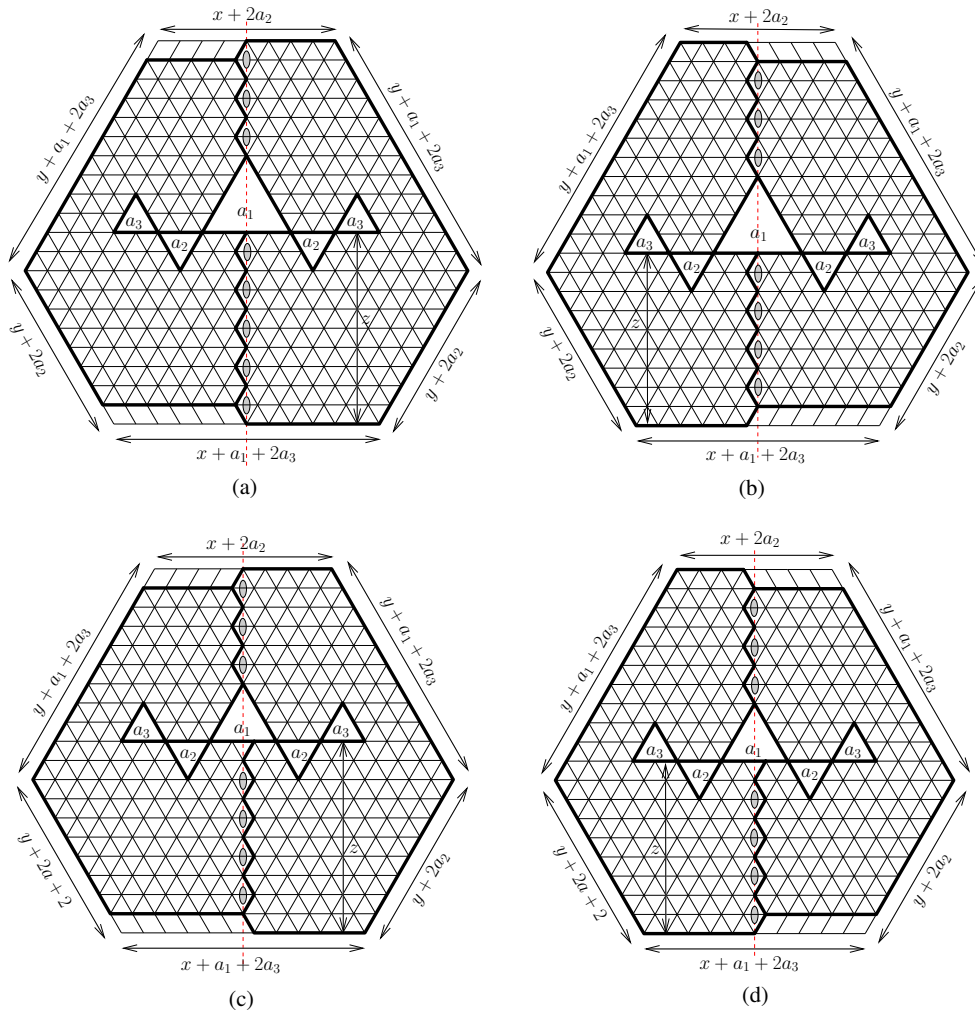 x + 2a₂
y + a₁ + 2a₃
y + a₁ + 2a₃
a₃
a₂
a₁
a₂
a₃
z
y + 2a₂
y + 2a₂
x + a₁ + 2a₃
(a)
x + 2a₂
y + a₁ + 2a₃
y + a₁ + 2a₃
a₃
a₂
a₁
a₂
a₃
z
y + 2a₂
y + 2a₂
x + a₁ + 2a₃
(b)
x + 2a₂
y + a₁ + 2a₃
y + a₁ + 2a₃
a₃
a₂
a₁
a₂
a₃
z
y + 2a + 2
y + 2a₂
x + a₁ + 2a₃
(c)
x + 2a₂
y + a₁ + 2a₃
y + a₁ + 2a₃
a₃
a₂
a₁
a₂
a₃
z
y + 2a + 2
y + 2a₂
x + a₁ + 2a₃
(d)